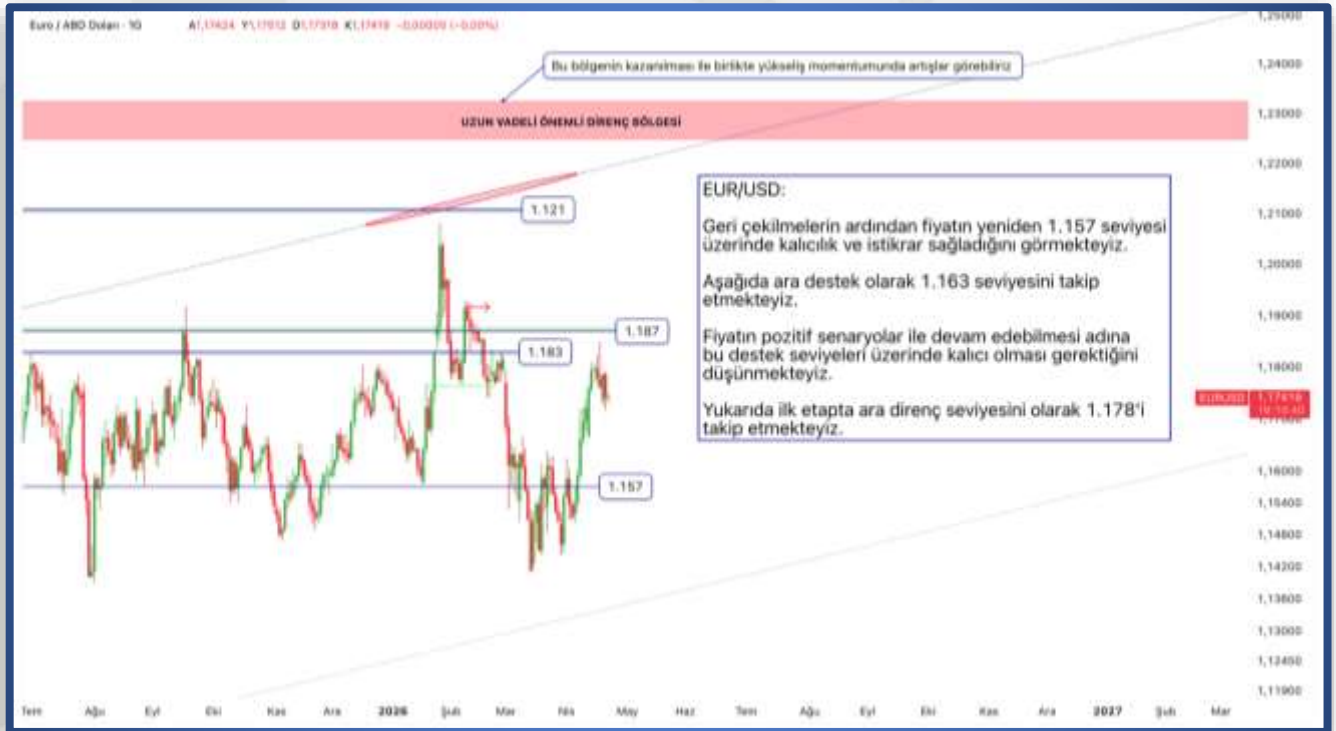 Euro / ABD Doları · 1G
1,25000
Bu bölgenin kazanılması ile birlikte yükseliş momentumunda artışlar görebiliriz
1,24000
1,23000
UZUN VADELİ ÖNEMLİ DİRENÇ BÖLGESİ
1,22000
EUR/USD:
Geri çekilmelerin ardından fiyatın yeniden 1.157 seviyesi
üzerinde kalıcılık ve istikrar sağladığını görmekteyiz.
Aşağıda ara destek olarak 1.163 seviyesini takip
etmekteyiz.
Fiyatın pozitif senaryolar ile devam edebilmesi adına
bu destek seviyeleri üzerinde kalıcı olması gerektiğini
düşünmekteyiz.
Yukarıda ilk etapta ara direnç seviyesini olarak 1.178'i
takip etmekteyiz.
1.121
1,21000
1,20000
1,19000
1.187
1.183
1,18000
EURUSD
1,16000
1.157
1,15400
1,14800
1,14200
1,13600
1,13000
1,12450
1,11900
Tem Ağu Eyl Eki Kas Ara 2026 Şub Mar Nis May Haz Tem Ağu Eyl Eki Kas Ara 2027 Şub Mar